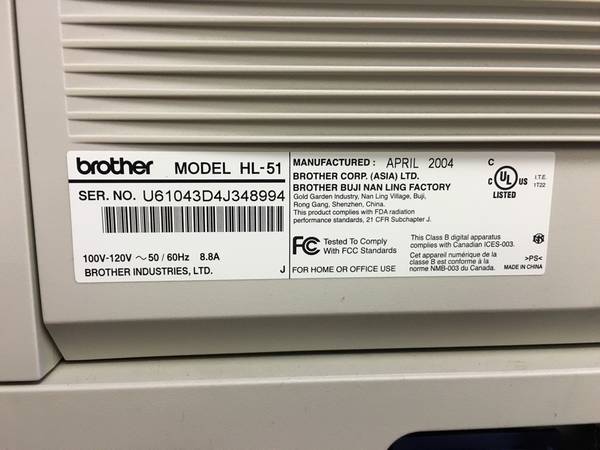 brother MODEL HL-51
SER. NO. U61043D4J348994
100V-120V ~ 50 / 60Hz 8.8A
BROTHER INDUSTRIES, LTD. J
MANUFACTURED: APRIL 2004
BROTHER CORP. (ASIA) LTD.
BROTHER BUJI NAN LING FACTORY
Gold Garden Industry, Nan Ling Village, Buji,
Rong Gang, Shenzhen, China.
This product complies with FDA radiation
performance standards, 21 CFR Subchapter J.
FC Tested To Comply
With FCC Standards
FOR HOME OR OFFICE USE
This Class B digital apparatus
complies with Canadian ICES-003.
Cet appareil numérique de la
classe B est conforme à la
norme NMB-003 du Canada.
C
C UL US
LISTED
I.T.E.
1T22
>PS<
MADE IN CHINA